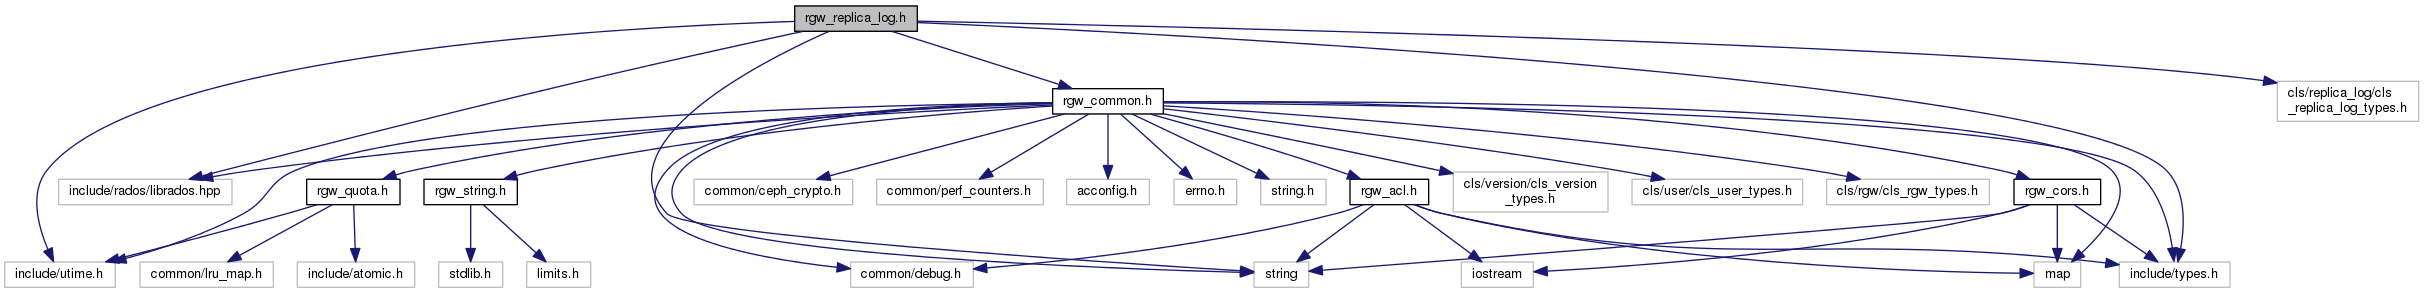 rgw_replica_log.h
rgw_common.h
cls/replica_log/cls
_replica_log_types.h
include/rados/librados.hpp
rgw_quota.h
rgw_string.h
common/ceph_crypto.h
common/perf_counters.h
acconfig.h
errno.h
string.h
rgw_acl.h
cls/version/cls_version
_types.h
cls/user/cls_user_types.h
cls/rgw/cls_rgw_types.h
rgw_cors.h
include/utime.h
common/lru_map.h
include/atomic.h
stdlib.h
limits.h
common/debug.h
string
iostream
map
include/types.h